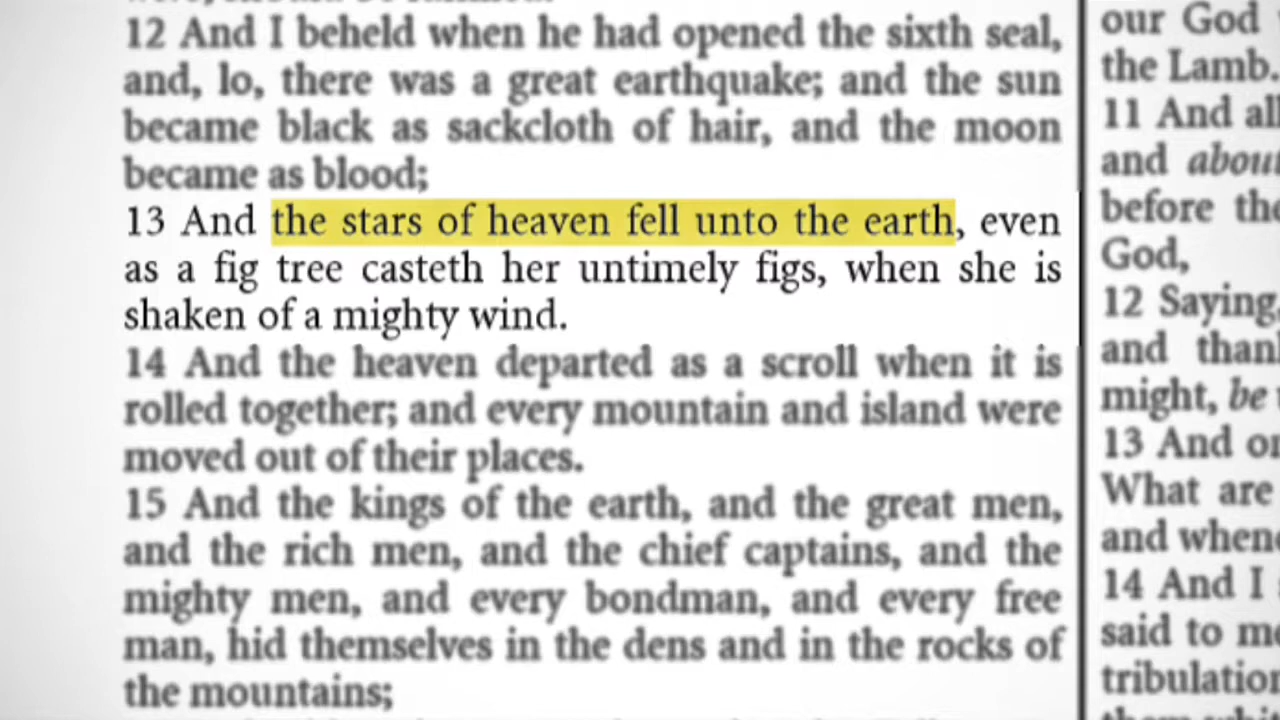 12 And I beheld when he had opened the sixth seal,
and, lo, there was a great earthquake; and the sun
became black as sackcloth of hair, and the moon
became as blood;
13 And the stars of heaven fell unto the earth, even
as a fig tree casteth her untimely figs, when she is
shaken of a mighty wind.
14 And the heaven departed as a scroll when it is
rolled together; and every mountain and island were
moved out of their places.
15 And the kings of the earth, and the great men,
and the rich men, and the chief captains, and the
mighty men, and every bondman, and every free
man, hid themselves in the dens and in the rocks of
the mountains;
our God
the Lamb.
11 And all
and about
before the
God,
12 Saying,
and thank
might, be
13 And on
What are
and whence
14 And I
said to me
tribulation